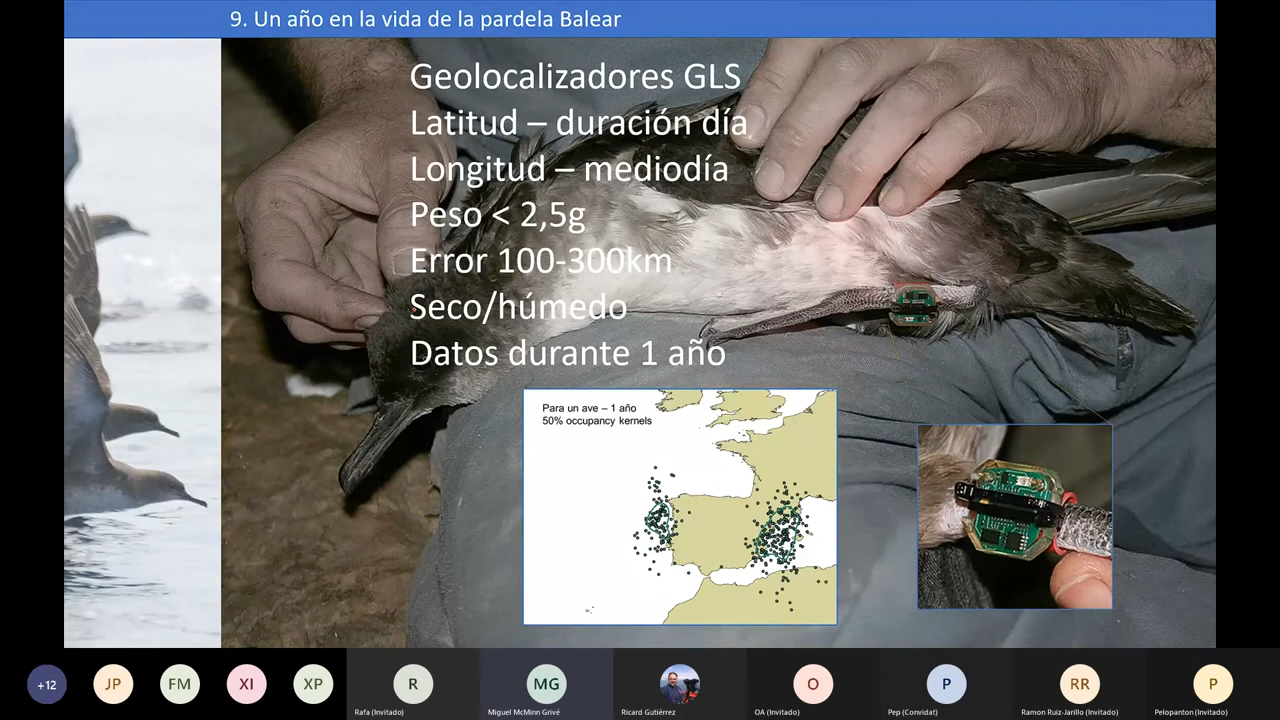 9. Un año en la vida de la pardela Balear
Geolocalizadores GLS
Latitud – duración día
Longitud – mediodía
Peso < 2,5g
Error 100-300km
Seco/húmedo
Datos durante 1 año
Para un ave – 1 año
50% occupancy kernels
+12
JP
FM
XI
XP
R
MG
O
P
RR
P
Rafa (Invitado)
Miguel McMinn Grivé
Ricard Gutiérrez
OA (Invitado)
Pep (Convidat)
Ramon Ruiz-Jarillo (Invitado)
Pelopanton (Invitado)